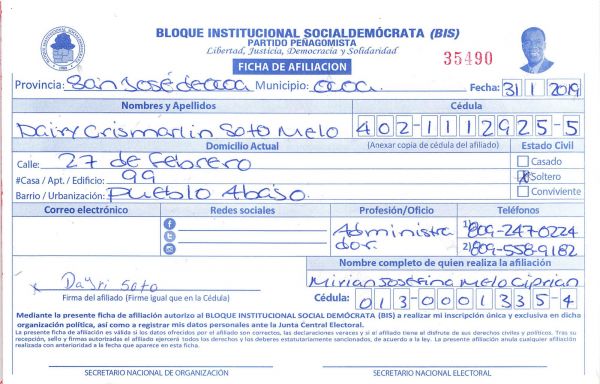 BLOQUE INSTITUCIONAL SOCIALDEMÓCRATA (BIS)
PARTIDO PEÑAGOMISTA
Libertad, Justicia, Democracia y Solidaridad
FICHA DE AFILIACION
35490
Provincia: San José de ocoa Municipio: ocoa. Fecha: 31 1 2019
Nombres y Apellidos Cédula
Dairy Crismarlin Soto Melo 402-1112925-5
Domicilio Actual (Anexar copia de cédula del afiliado) Estado Civil
Calle: 27 de febrero Casado
#Casa / Apt. / Edificio: 99 X Soltero
Barrio / Urbanización: Pueblo Abajo. Conviviente
Correo electrónico Redes sociales Profesión/Oficio Teléfonos
Administra 1) 809-247-0224
dor. 2) 809-558-9182
Nombre completo de quien realiza la afiliación
x Dayri Soto Mirian Josefina Melo Ciprian
Firma del afiliado (Firme igual que en la Cédula) Cédula: 013-0001335-4
Mediante la presente ficha de afiliación autorizo al BLOQUE INSTITUCIONAL SOCIAL DEMÓCRATA (BIS) a realizar mi inscripción única y exclusiva en dicha
organización política, así como a registrar mis datos personales ante la Junta Central Electoral.
La presente ficha de afiliación es válida si los datos ofrecidos por el afiliado son correctos, las declaraciones veraces y si el afiliado tiene al disfrute de sus derechos civiles y políticos. Tras su
recepción, sello y firmas autorizadas el afiliado ejercerá todos los derechos y los deberes estatutariamente sancionados, de acuerdo a la ley. La presente afiliación anula cualquier afiliación
realizada con anterioridad a la fecha que aparece en esta ficha.
SECRETARIO NACIONAL DE ORGANIZACIÓN SECRETARIO NACIONAL ELECTORAL